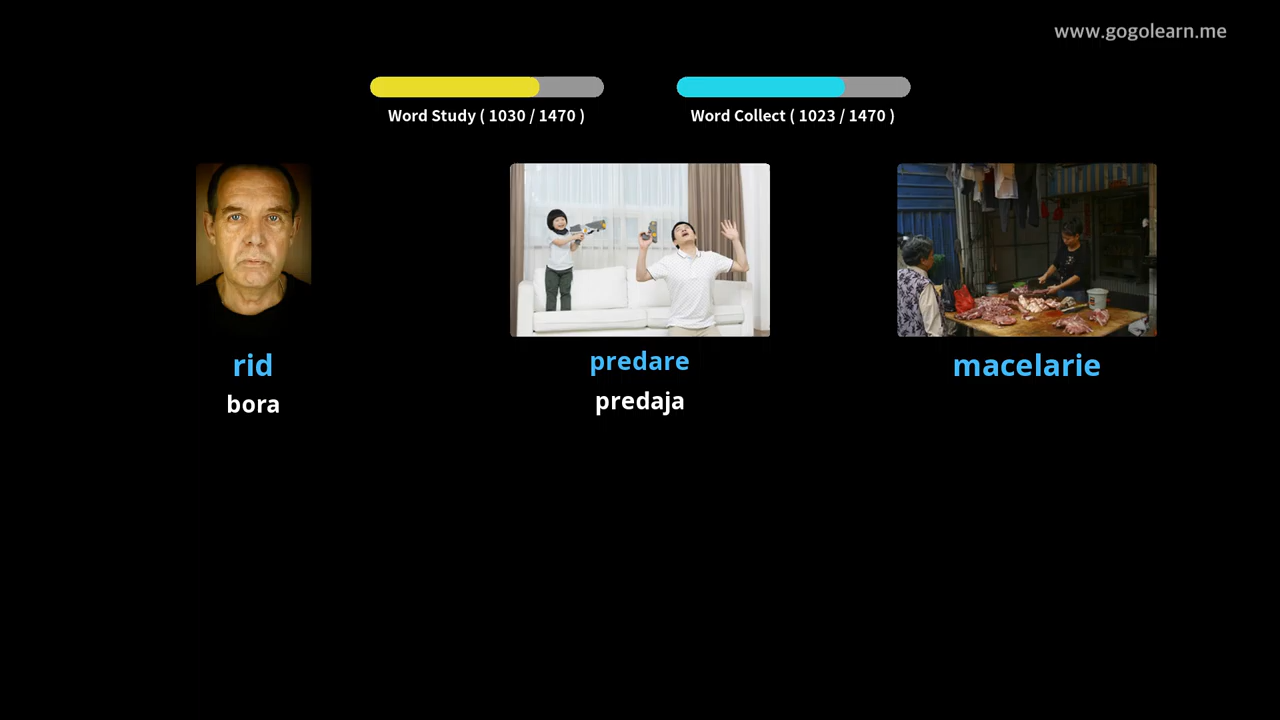 www.gogolearn.me
Word Study ( 1030 / 1470 )
Word Collect ( 1023 / 1470 )
rid
bora
predare
predaja
macelarie